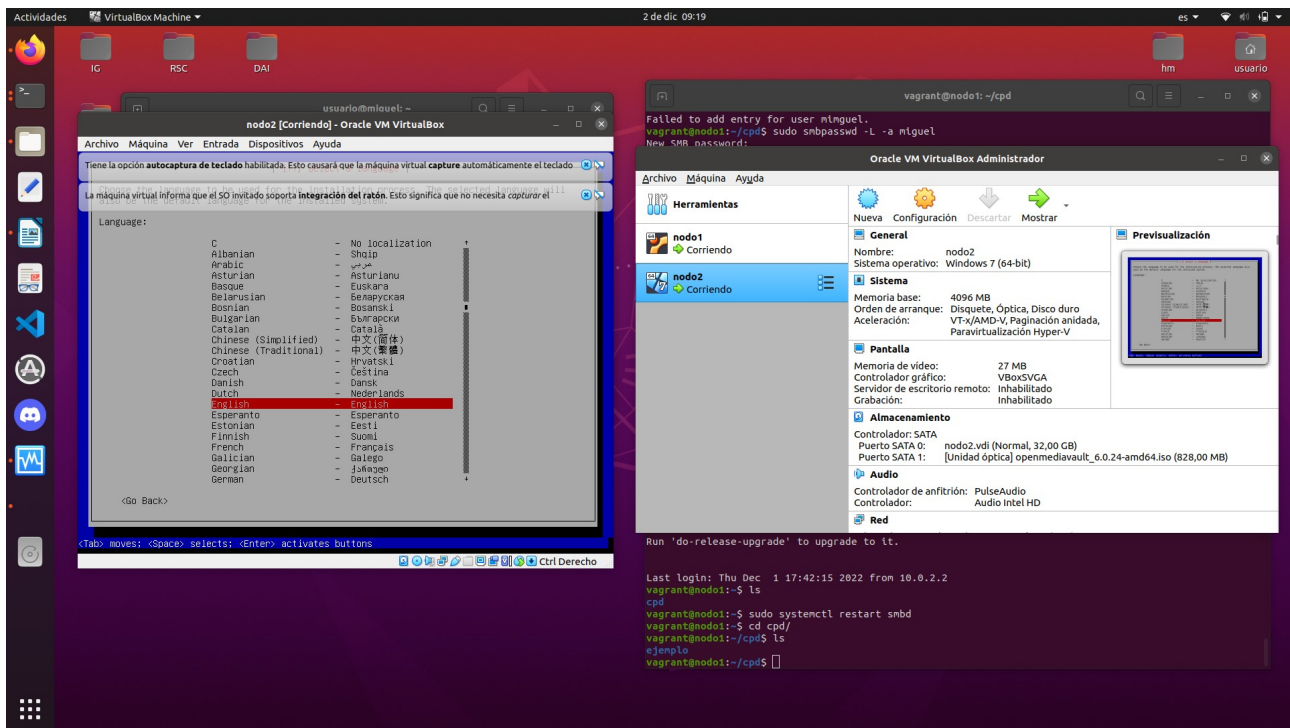 Actividades
VirtualBox Machine
2 de dic 09:19
es
IG
RSC
DAI
hm
usuario
usuario@miguel: ~
nodo2 [Corriendo] - Oracle VM VirtualBox
Archivo Máquina Ver Entrada Dispositivos Ayuda
Tiene la opción autocaptura de teclado habilitada. Esto causará que la máquina virtual capture automáticamente el teclado
La máquina virtual informa que el SO invitado soporta integración del ratón. Esto significa que no necesita capturar el
Language:
C - No localization
Albanian - Shqip
Arabic - عربي
Asturian - Asturianu
Basque - Euskara
Belarusian - Беларуская
Bosnian - Bosanski
Bulgarian - Български
Catalan - Català
Chinese (Simplified) - 中文(简体)
Chinese (Traditional) - 中文(繁體)
Croatian - Hrvatski
Czech - Čeština
Danish - Dansk
Dutch - Nederlands
English - English
Esperanto - Esperanto
Estonian - Eesti
Finnish - Suomi
French - Français
Galician - Galego
Georgian - ქართული
German - Deutsch
<Go Back>
<Tab> moves; <Space> selects; <Enter> activates buttons
Ctrl Derecho
vagrant@nodo1: ~/cpd
Failed to add entry for user mimguel.
vagrant@nodo1:~/cpd$ sudo smbpasswd -L -a miguel
New SMB password:
Oracle VM VirtualBox Administrador
Archivo Máquina Ayuda
Herramientas
nodo1
Corriendo
nodo2
Corriendo
Nueva Configuración Descartar Mostrar
General
Nombre: nodo2
Sistema operativo: Windows 7 (64-bit)
Sistema
Memoria base: 4096 MB
Orden de arranque: Disquete, Óptica, Disco duro
Aceleración: VT-x/AMD-V, Paginación anidada,
Paravirtualización Hyper-V
Pantalla
Memoria de vídeo: 27 MB
Controlador gráfico: VBoxSVGA
Servidor de escritorio remoto: Inhabilitado
Grabación: Inhabilitado
Almacenamiento
Controlador: SATA
Puerto SATA 0: nodo2.vdi (Normal, 32,00 GB)
Puerto SATA 1: [Unidad óptica] openmediavault_6.0.24-amd64.iso (828,00 MB)
Audio
Controlador de anfitrión: PulseAudio
Controlador: Audio Intel HD
Red
Previsualización
Run 'do-release-upgrade' to upgrade to it.
Last login: Thu Dec 1 17:42:15 2022 from 10.0.2.2
vagrant@nodo1:~$ ls
cpd
vagrant@nodo1:~$ sudo systemctl restart smbd
vagrant@nodo1:~$ cd cpd/
vagrant@nodo1:~/cpd$ ls
ejemplo
vagrant@nodo1:~/cpd$